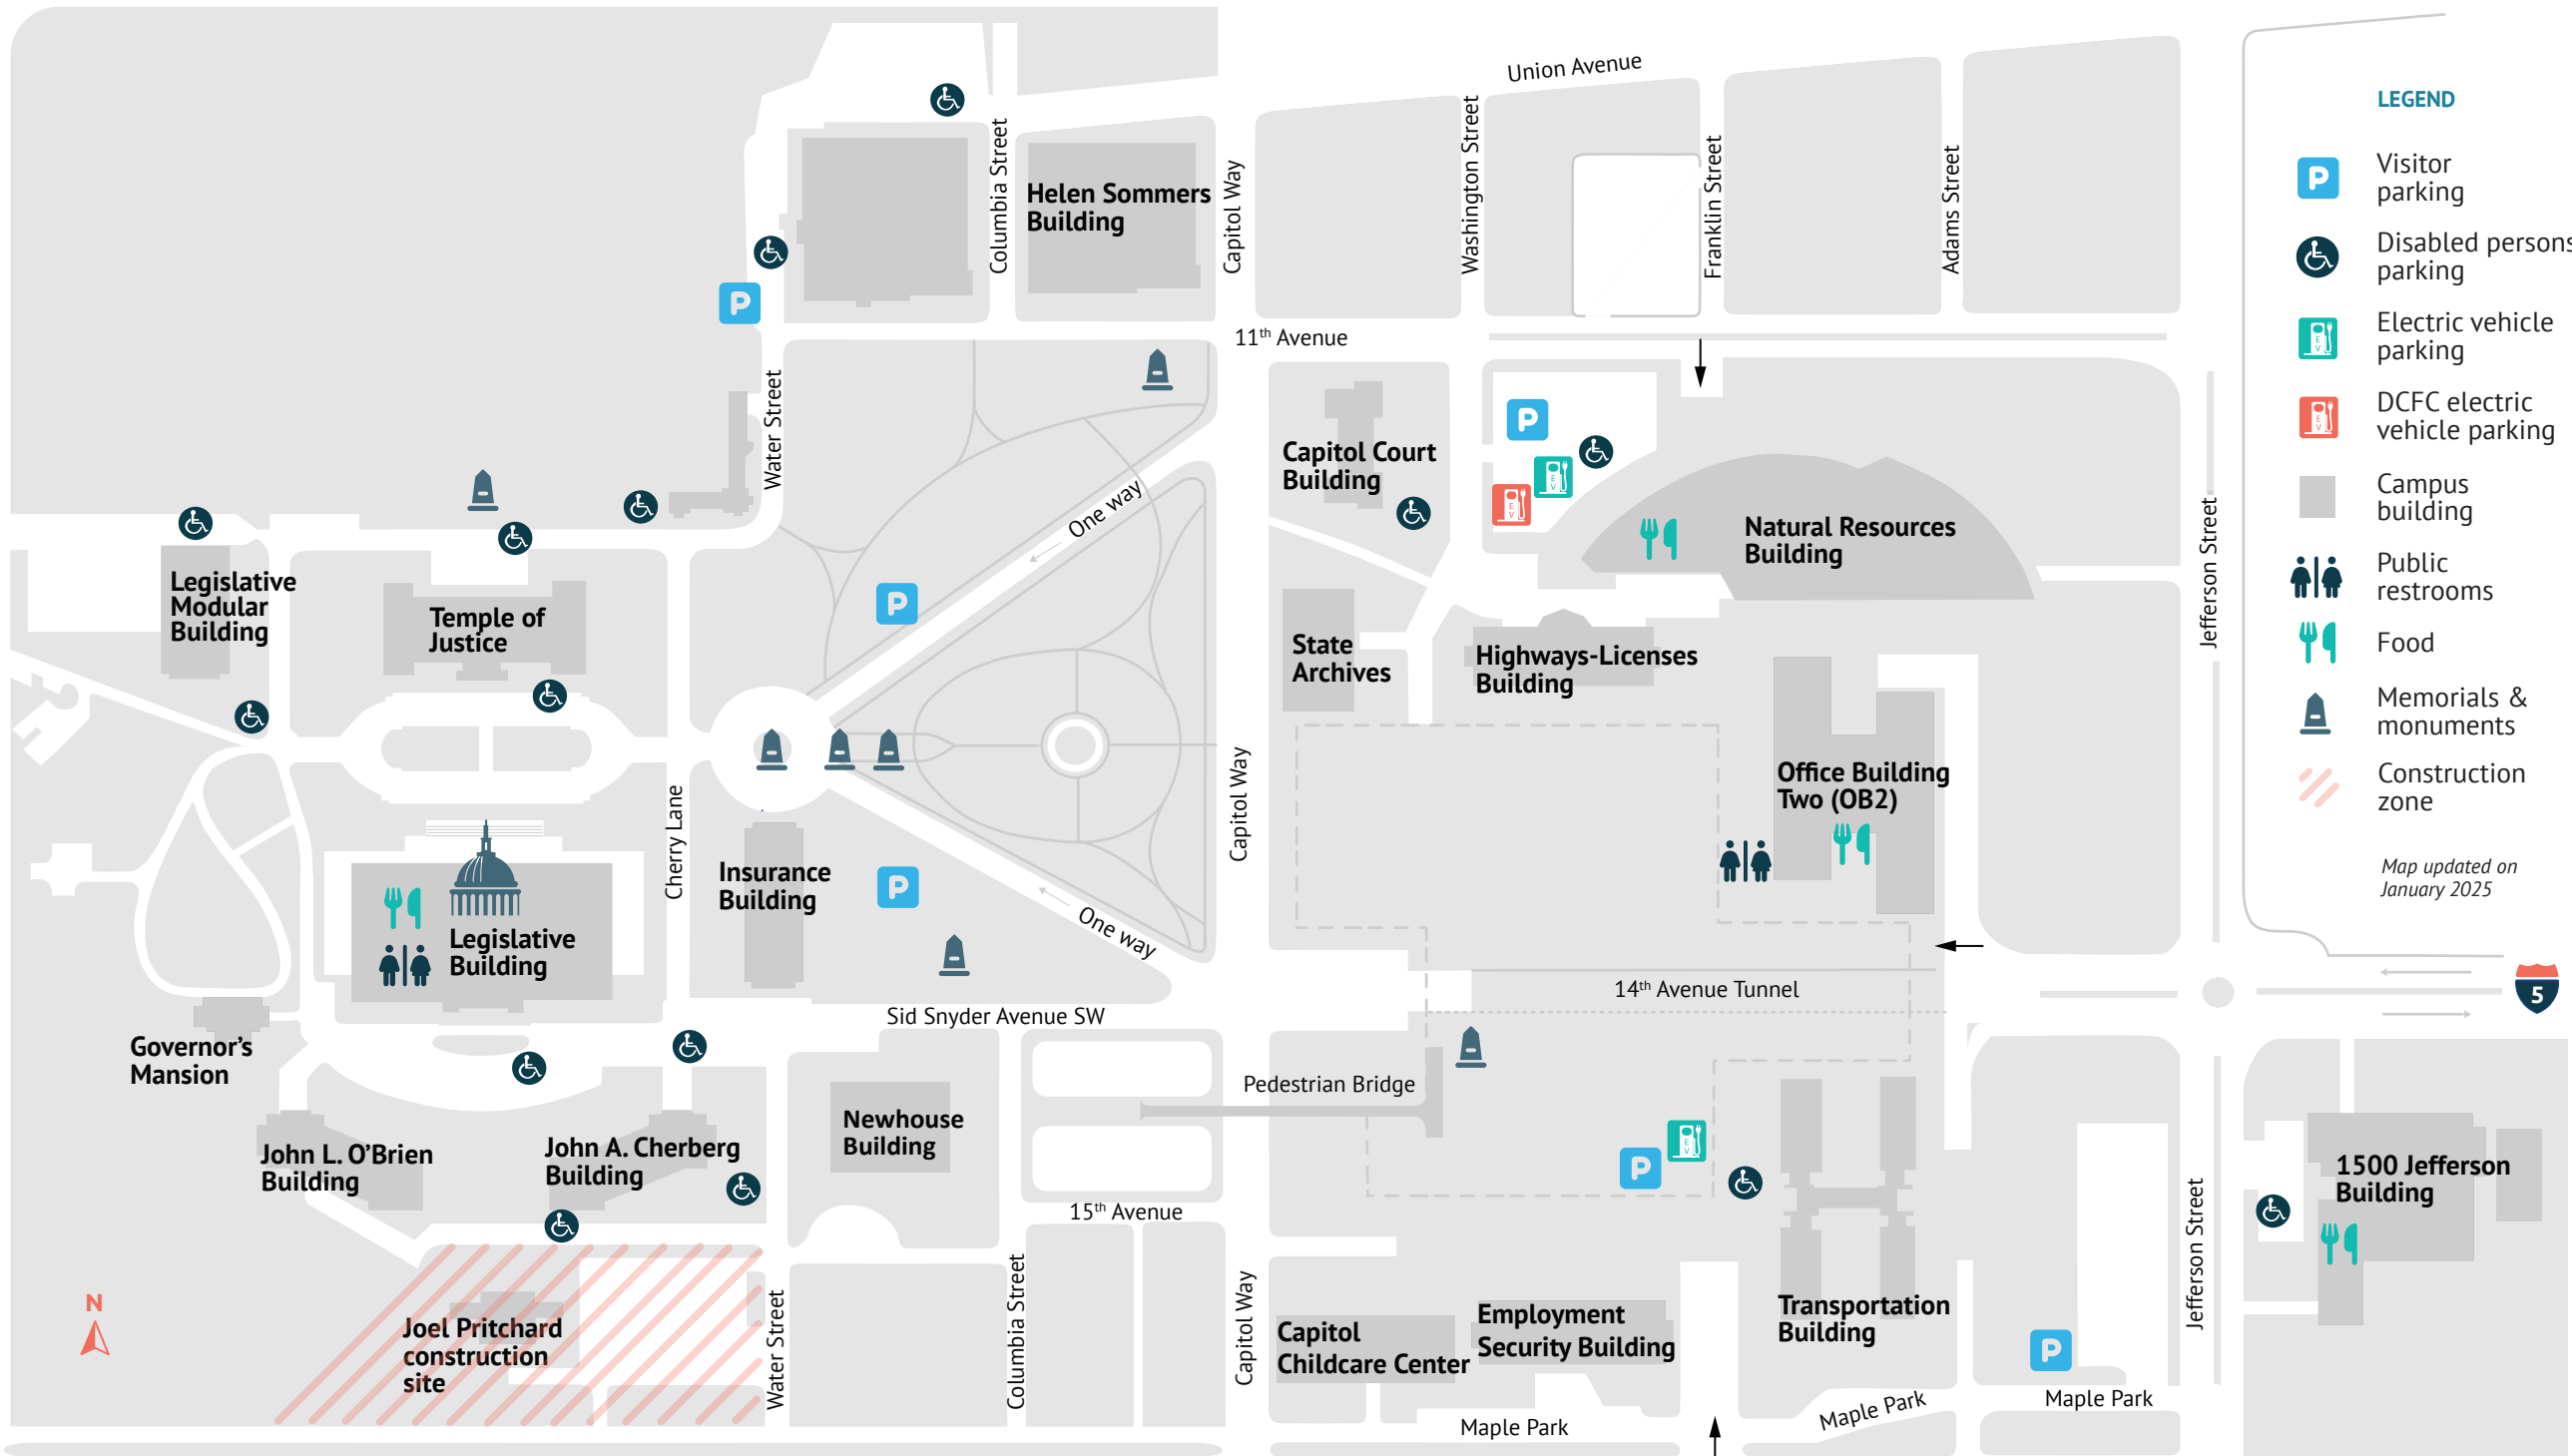 Union Avenue
Columbia Street
Helen Sommers
Building
Capitol Way
Washington Street
Franklin Street
Adams Street
11th Avenue
Water Street
One way
Capitol Court
Building
Natural Resources
Building
Jefferson Street
Legislative
Modular
Building
Temple of
Justice
State
Archives
Highways-Licenses
Building
Office Building
Two (OB2)
Capitol Way
Cherry Lane
Insurance
Building
One way
Legislative
Building
14th Avenue Tunnel
Sid Snyder Avenue SW
Governor's
Mansion
Pedestrian Bridge
John L. O'Brien
Building
John A. Cherberg
Building
Newhouse
Building
15th Avenue
1500 Jefferson
Building
Jefferson Street
Joel Pritchard
construction
site
Water Street
Columbia Street
Capitol Way
Capitol
Childcare Center
Employment
Security Building
Transportation
Building
Maple Park
Maple Park
Maple Park
N
5
P
P
P
P
P
P
E
V
E
V
E
V
LEGEND
P
Visitor
parking
Disabled persons
parking
E
V
Electric vehicle
parking
E
V
DCFC electric
vehicle parking
Campus
building
Public
restrooms
Food
Memorials &
monuments
Construction
zone
Map updated on
January 2025